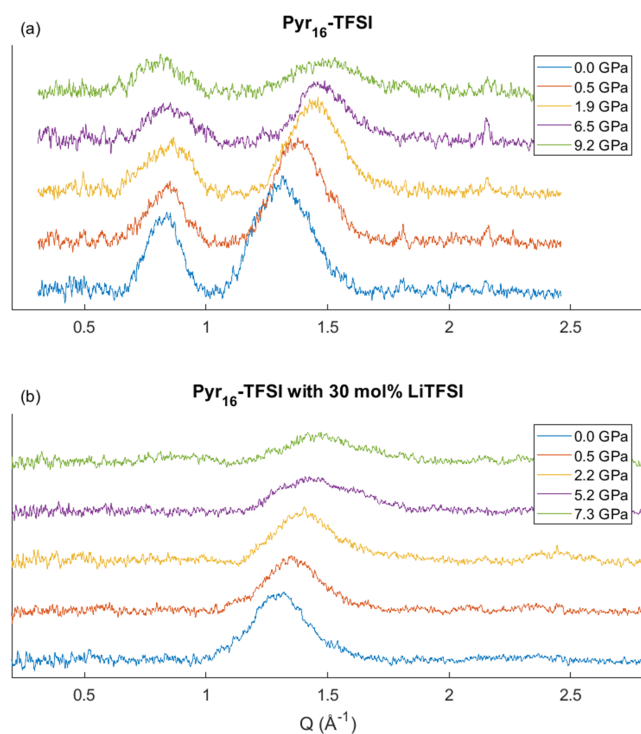 (a)
Pyr16-TFSI
0.0 GPa
0.5 GPa
1.9 GPa
6.5 GPa
9.2 GPa
0.5 1 1.5 2 2.5
(b)
Pyr16-TFSI with 30 mol% LiTFSI
0.0 GPa
0.5 GPa
2.2 GPa
5.2 GPa
7.3 GPa
0.5 1 1.5 2 2.5
Q (Å-1)